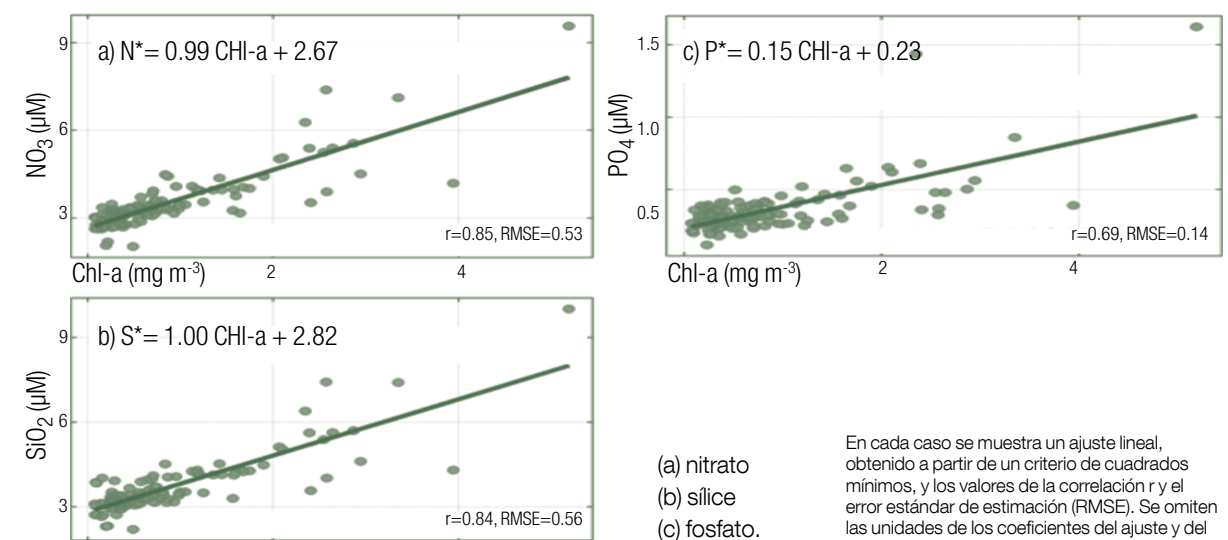 a) N*= 0.99 CHl-a + 2.67
9
6
3
NO3 (µM)
r=0.85, RMSE=0.53
Chl-a (mg m-3)
2
4
c) P*= 0.15 CHl-a + 0.23
1.5
1.0
0.5
PO4 (µM)
r=0.69, RMSE=0.14
Chl-a (mg m-3)
2
4
b) S*= 1.00 CHl-a + 2.82
9
6
3
SiO2 (µM)
r=0.84, RMSE=0.56
(a) nitrato
(b) sílice
(c) fosfato.
En cada caso se muestra un ajuste lineal,
obtenido a partir de un criterio de cuadrados
mínimos, y los valores de la correlación r y el
error estándar de estimación (RMSE). Se omiten
las unidades de los coeficientes del ajuste y del